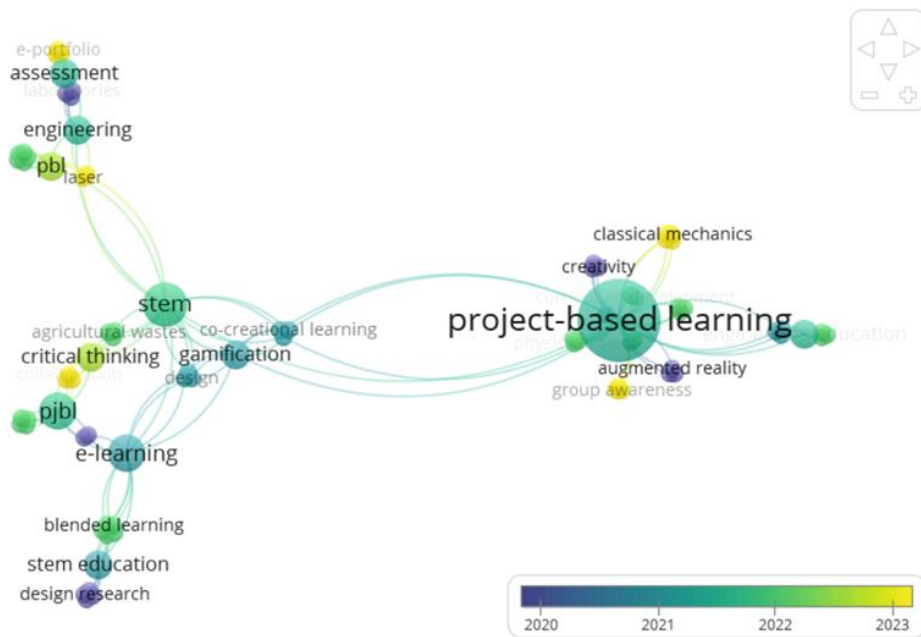 e-portfolio
assessment
laboratories
engineering
pbl
laser
stem
agricultural wastes
co-creational learning
critical thinking
gamification
design
pjbl
e-learning
blended learning
stem education
design research
classical mechanics
creativity
project-based learning
augmented reality
group awareness
2020
2021
2022
2023